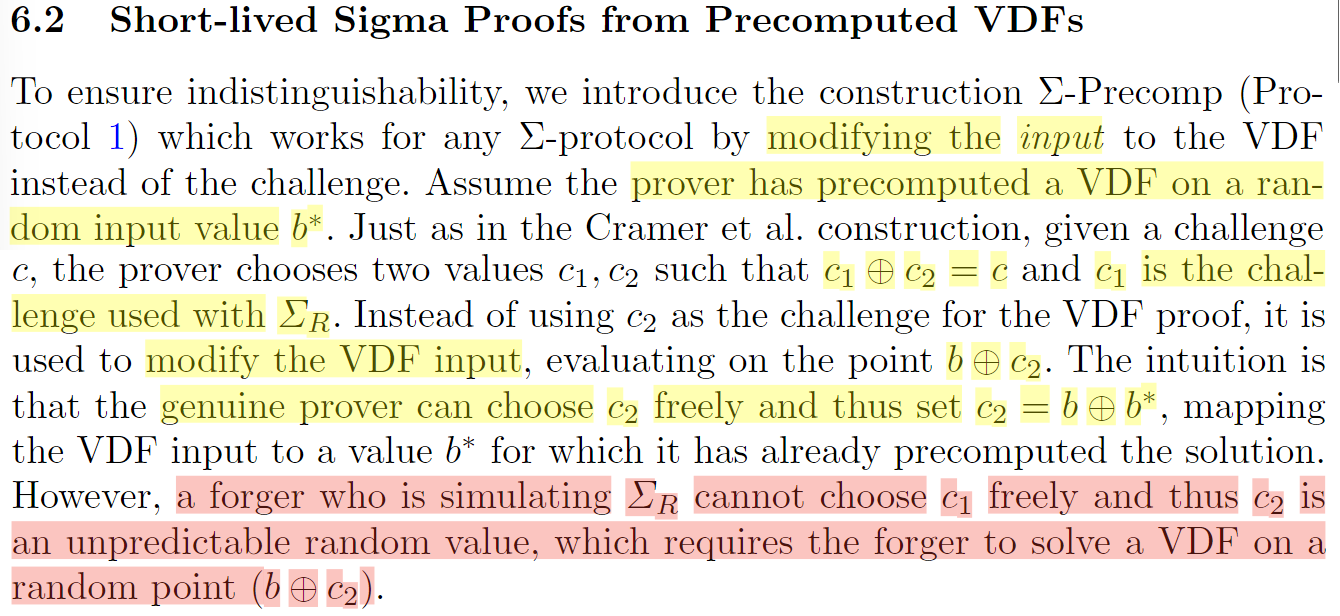 6.2 Short-lived Sigma Proofs from Precomputed VDFs
To ensure indistinguishability, we introduce the construction Σ-Precomp (Pro-
tocol 1) which works for any Σ-protocol by modifying the input to the VDF
instead of the challenge. Assume the prover has precomputed a VDF on a ran-
dom input value b*. Just as in the Cramer et al. construction, given a challenge
c, the prover chooses two values c₁, c₂ such that c₁ ⊕ c₂ = c and c₁ is the chal-
lenge used with Σ_R. Instead of using c₂ as the challenge for the VDF proof, it is
used to modify the VDF input, evaluating on the point b ⊕ c₂. The intuition is
that the genuine prover can choose c₂ freely and thus set c₂ = b ⊕ b*, mapping
the VDF input to a value b* for which it has already precomputed the solution.
However, a forger who is simulating Σ_R cannot choose c₁ freely and thus c₂ is
an unpredictable random value, which requires the forger to solve a VDF on a
random point (b ⊕ c₂).